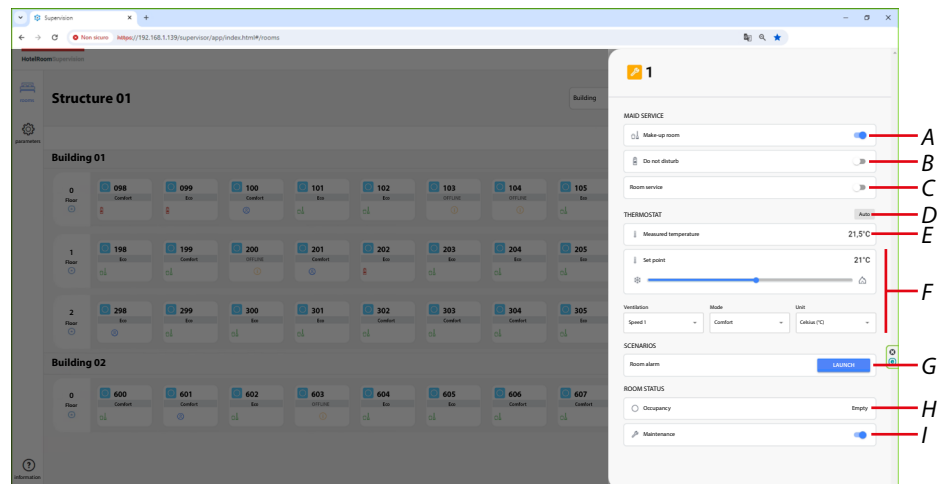 Supervision
Non sicuro https://192.168.1.139/supervisor/app/index.html#/rooms
HotelRoom Supervision
rooms
parameters
information
Structure 01
Building
Building 01
0
Floor
098
Comfort
099
Eco
100
Comfort
101
Eco
102
Comfort
103
OFFLINE
104
OFFLINE
105
Eco
1
Floor
198
Eco
199
Comfort
200
OFFLINE
201
Comfort
202
Eco
203
Eco
204
Eco
205
Eco
2
Floor
298
Eco
299
Eco
300
Eco
301
Eco
302
Comfort
303
Comfort
304
Comfort
305
Eco
Building 02
0
Floor
600
Comfort
601
Comfort
602
Eco
603
OFFLINE
604
Eco
605
Eco
606
Comfort
607
Comfort
1
MAID SERVICE
Make-up room
A
Do not disturb
B
Room service
C
THERMOSTAT
Auto
D
Measured temperature
21,5°C
E
Set point
21°C
F
Ventilation
Mode
Unit
Speed 1
Comfort
Celsius (°C)
SCENARIOS
Room alarm
LAUNCH
G
ROOM STATUS
Occupancy
Empty
H
Maintenance
I